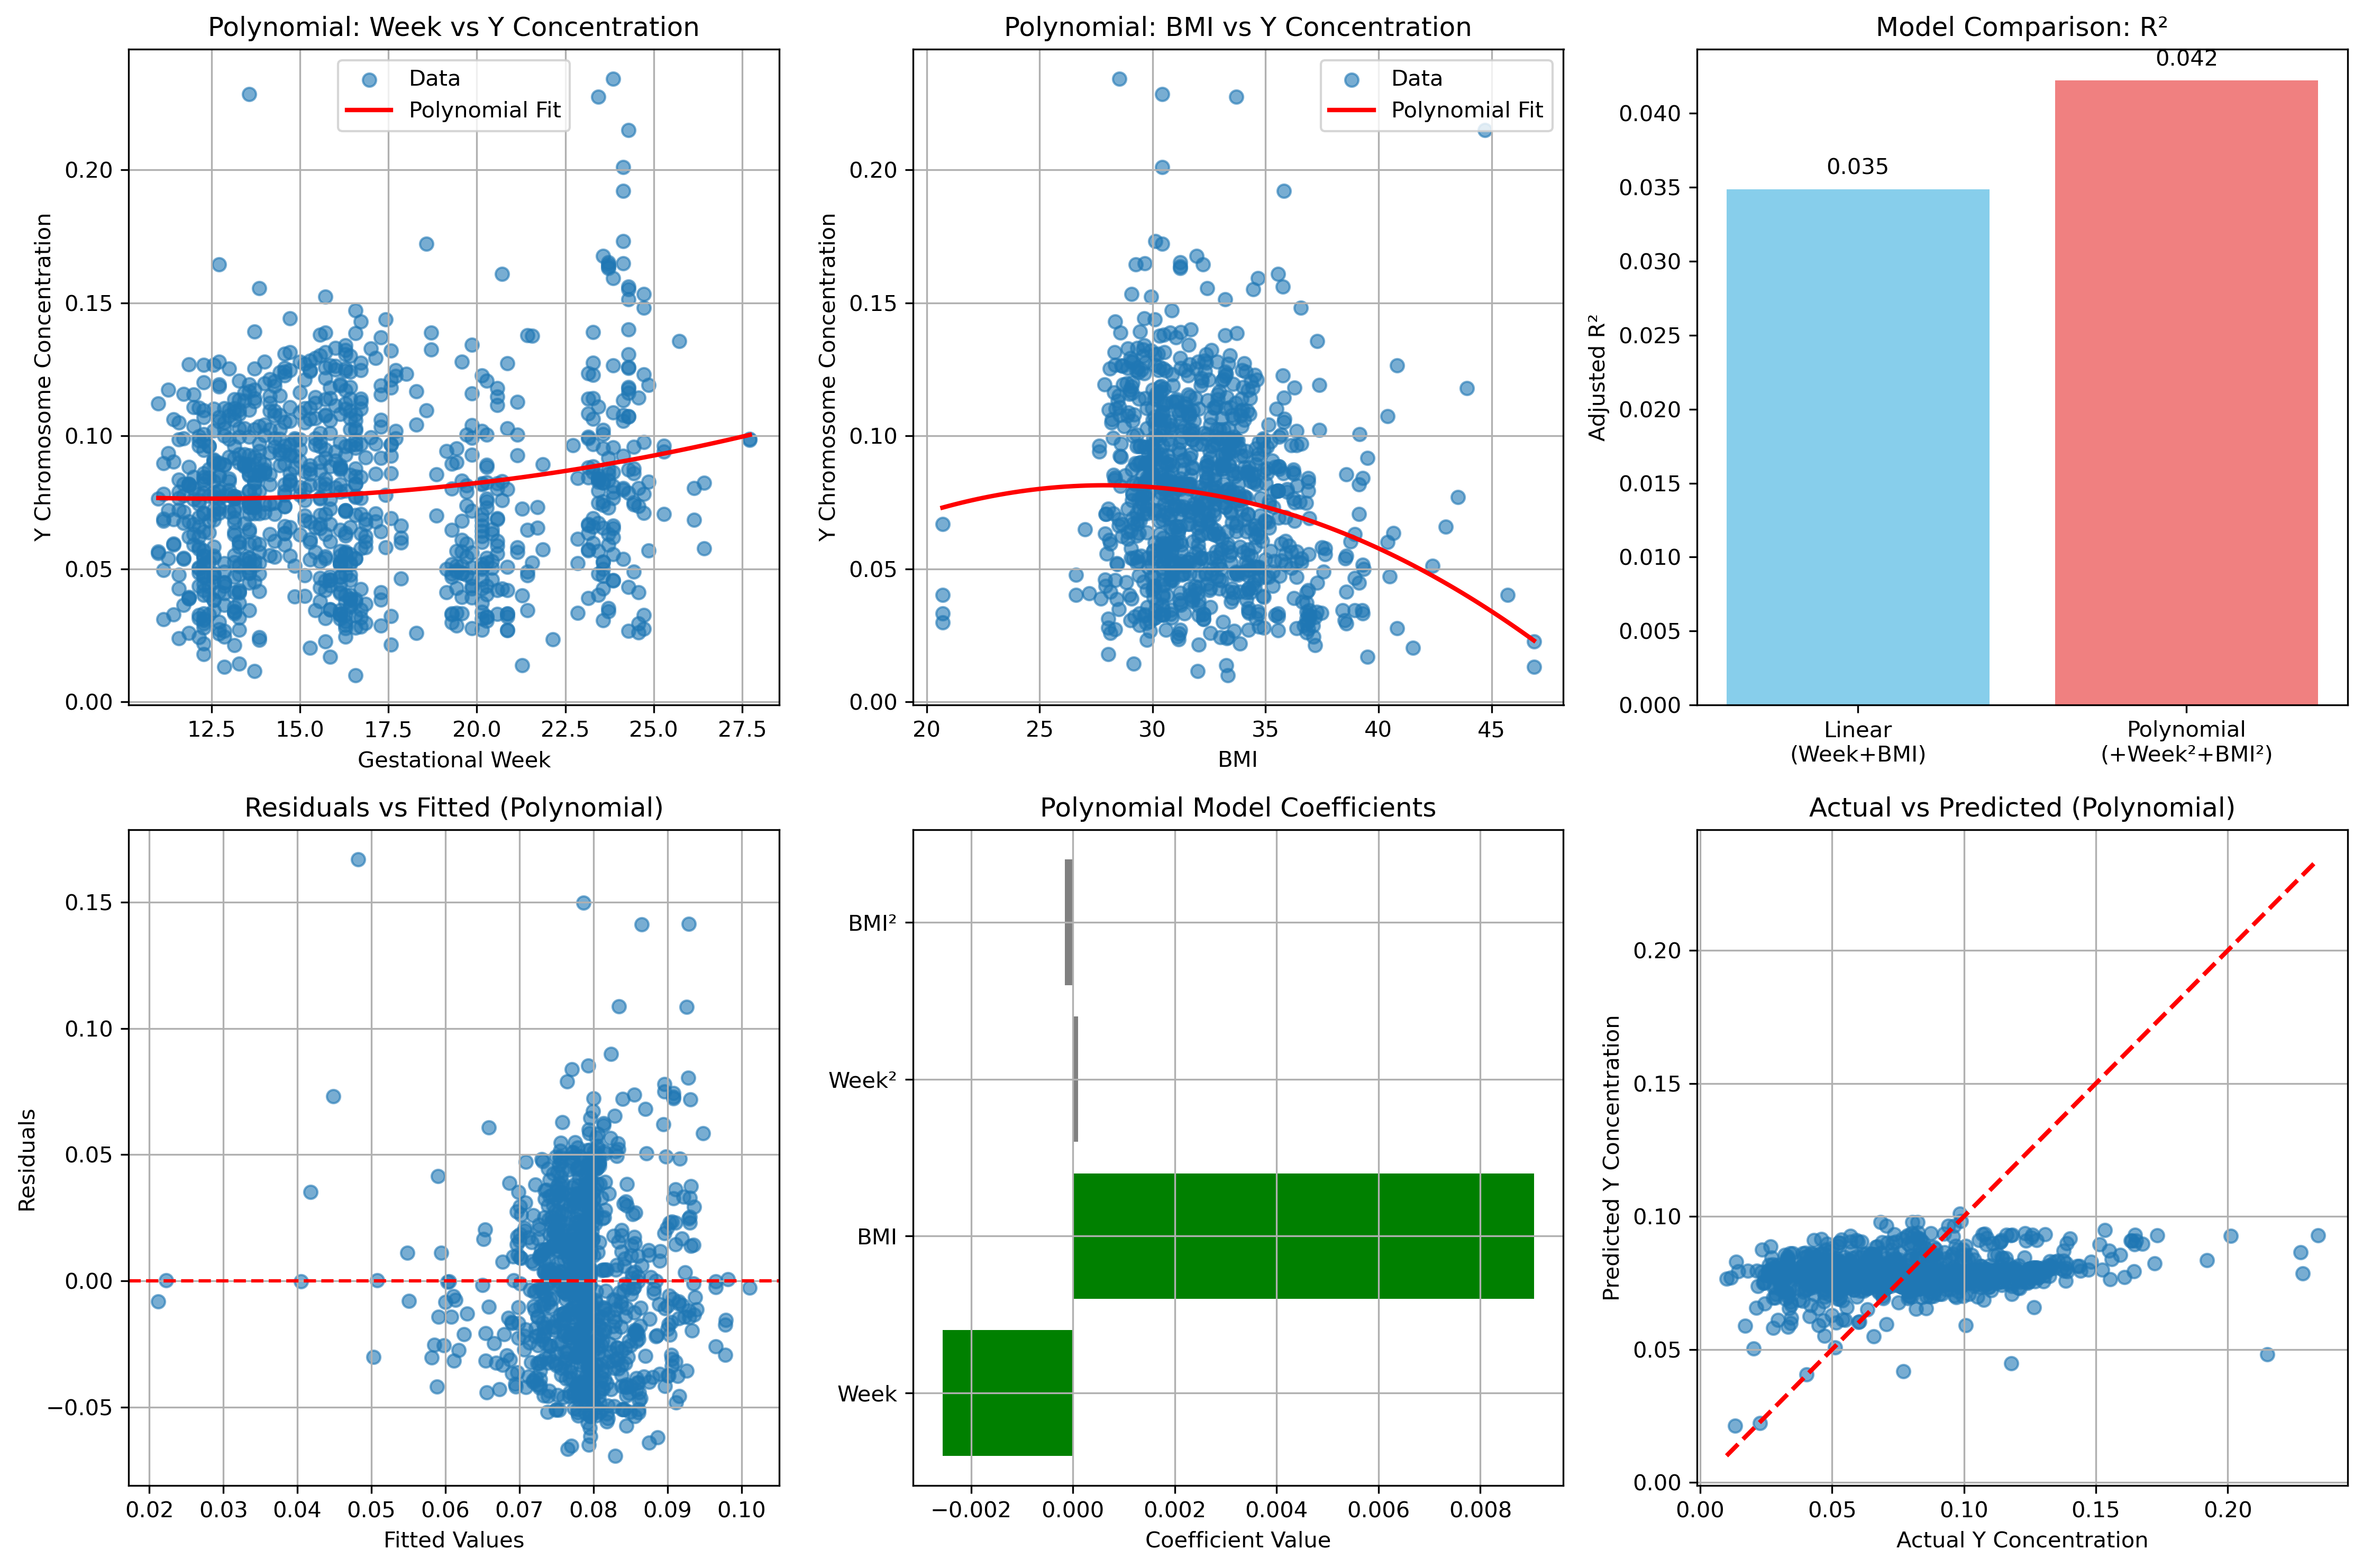 Polynomial: Week vs Y Concentration
Data
Polynomial Fit
Y Chromosome Concentration
0.20
0.15
0.10
0.05
0.00
12.5 15.0 17.5 20.0 22.5 25.0 27.5
Gestational Week
Polynomial: BMI vs Y Concentration
Data
Polynomial Fit
Y Chromosome Concentration
0.20
0.15
0.10
0.05
0.00
20 25 30 35 40 45
BMI
Model Comparison: R²
0.042
0.035
Adjusted R²
0.040
0.035
0.030
0.025
0.020
0.015
0.010
0.005
0.000
Linear
(Week+BMI)
Polynomial
(+Week²+BMI²)
Residuals vs Fitted (Polynomial)
Residuals
0.15
0.10
0.05
0.00
−0.05
0.02 0.03 0.04 0.05 0.06 0.07 0.08 0.09 0.10
Fitted Values
Polynomial Model Coefficients
BMI²
Week²
BMI
Week
−0.002 0.000 0.002 0.004 0.006 0.008
Coefficient Value
Actual vs Predicted (Polynomial)
Predicted Y Concentration
0.20
0.15
0.10
0.05
0.00
0.00 0.05 0.10 0.15 0.20
Actual Y Concentration